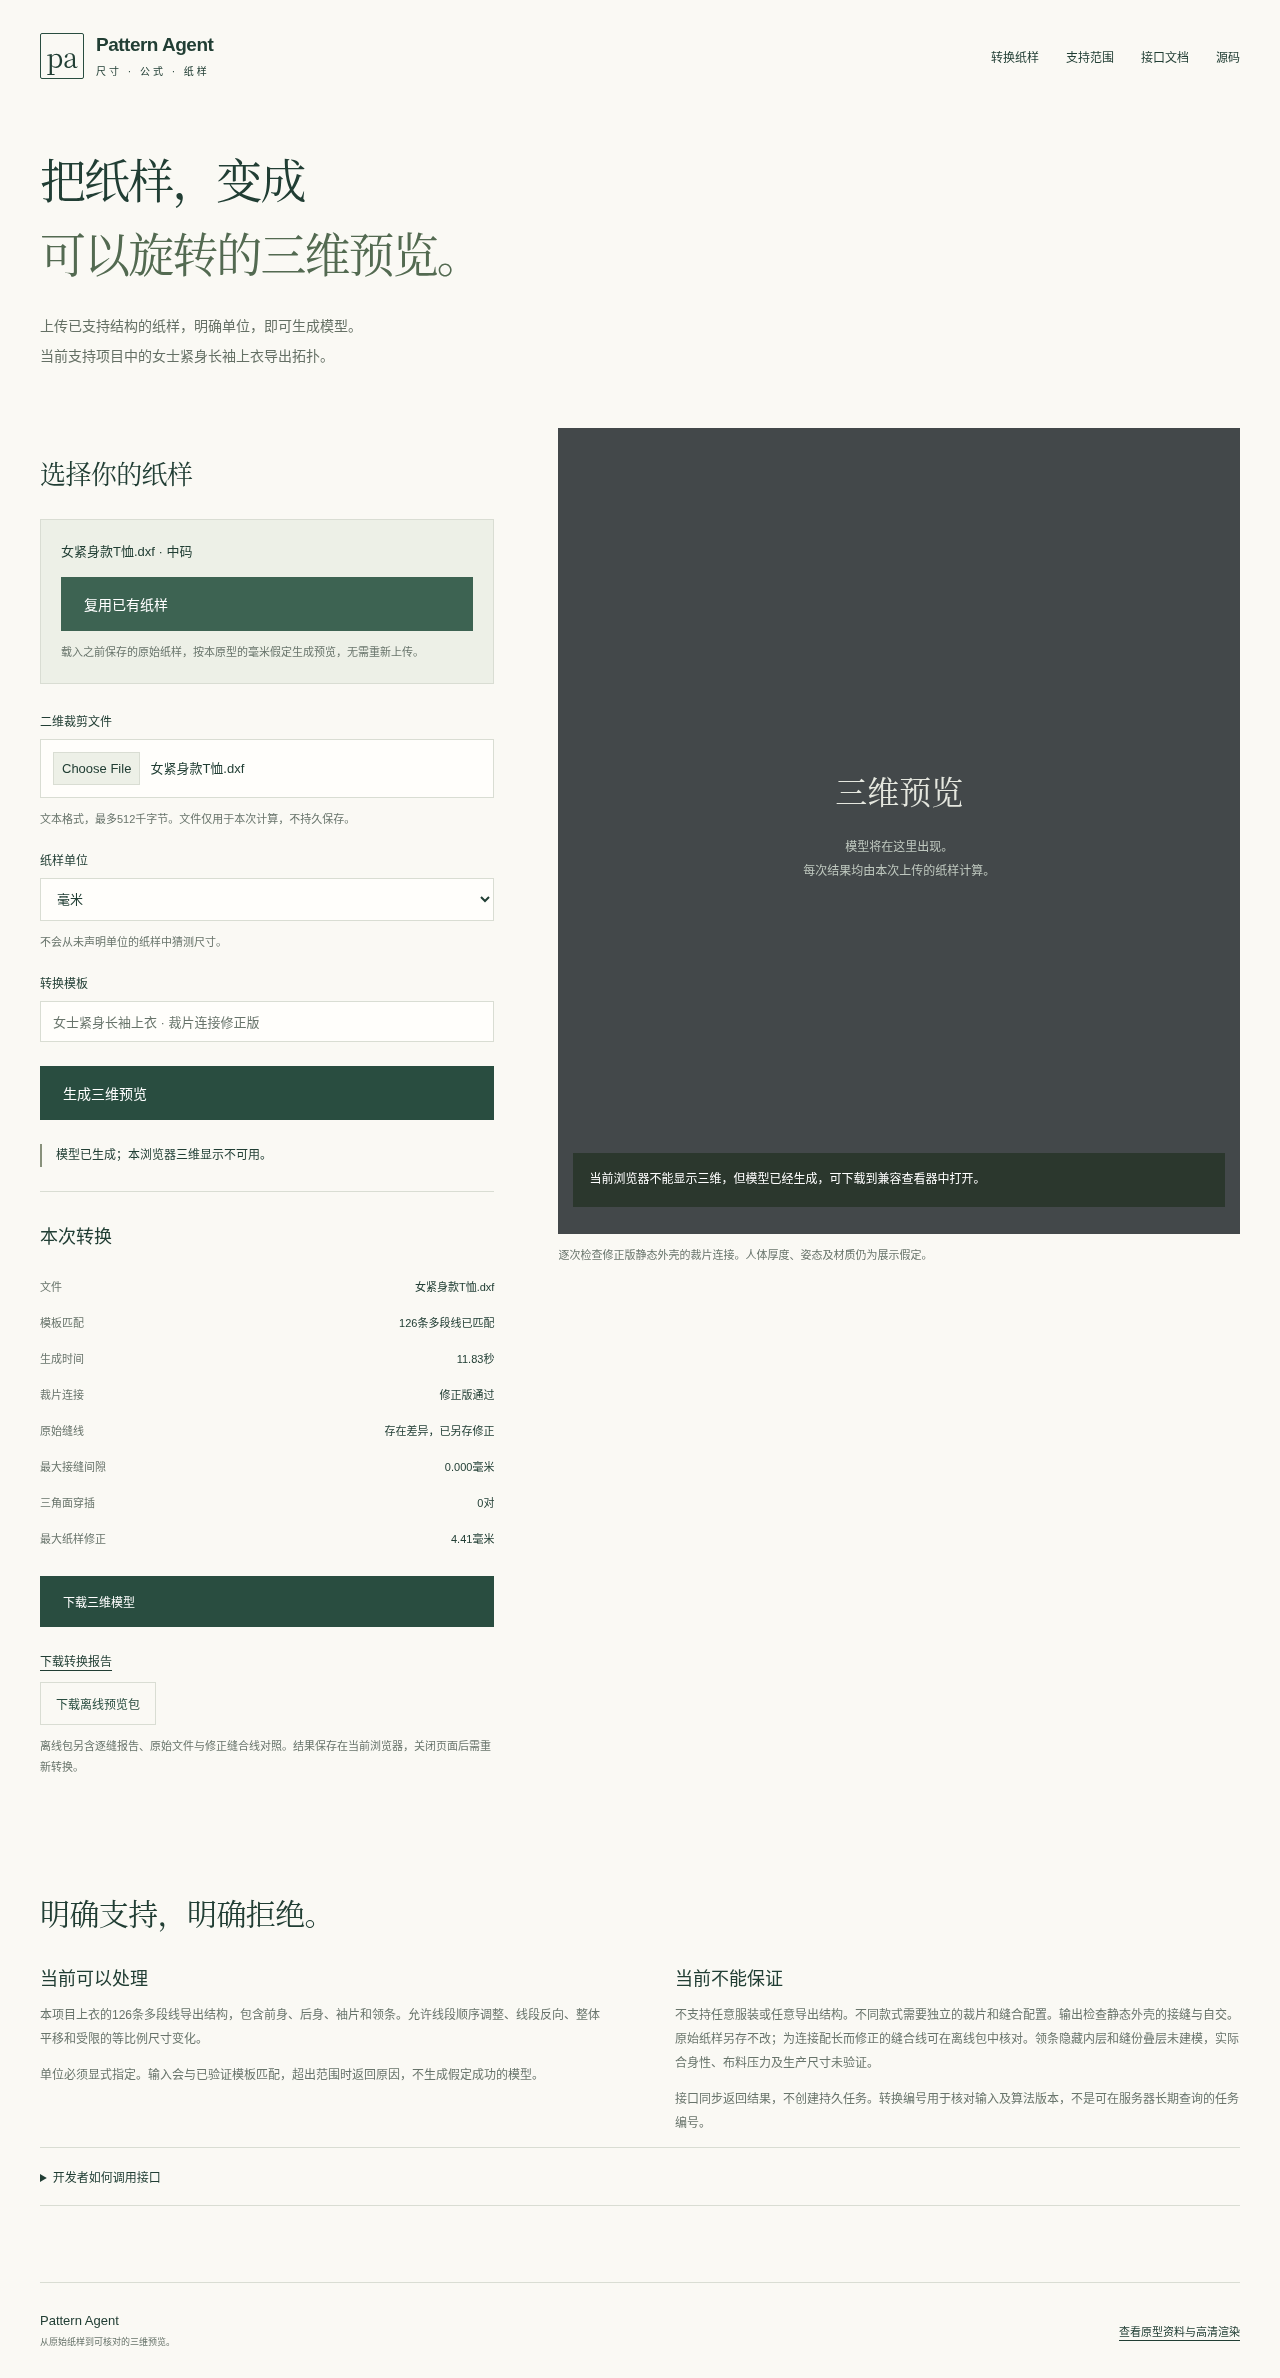 pa
Pattern Agent
尺寸 · 公式 · 纸样
转换纸样 支持范围 接口文档 源码
把纸样，变成
可以旋转的三维预览。
上传已支持结构的纸样，明确单位，即可生成模型。
当前支持项目中的女士紧身长袖上衣导出拓扑。
选择你的纸样
女紧身款T恤.dxf · 中码
复用已有纸样
载入之前保存的原始纸样，按本原型的毫米假定生成预览，无需重新上传。
二维裁剪文件
Choose File 女紧身款T恤.dxf
文本格式，最多512千字节。文件仅用于本次计算，不持久保存。
纸样单位
毫米
不会从未声明单位的纸样中猜测尺寸。
转换模板
女士紧身长袖上衣 · 裁片连接修正版
生成三维预览
模型已生成；本浏览器三维显示不可用。
三维预览
模型将在这里出现。
每次结果均由本次上传的纸样计算。
当前浏览器不能显示三维，但模型已经生成，可下载到兼容查看器中打开。
逐次检查修正版静态外壳的裁片连接。人体厚度、姿态及材质仍为展示假定。
本次转换
文件 女紧身款T恤.dxf
模板匹配 126条多段线已匹配
生成时间 11.83秒
裁片连接 修正版通过
原始缝线 存在差异，已另存修正
最大接缝间隙 0.000毫米
三角面穿插 0对
最大纸样修正 4.41毫米
下载三维模型
下载转换报告
下载离线预览包
离线包另含逐缝报告、原始文件与修正缝合线对照。结果保存在当前浏览器，关闭页面后需重
新转换。
明确支持，明确拒绝。
当前可以处理
本项目上衣的126条多段线导出结构，包含前身、后身、袖片和领条。允许线段顺序调整、线段反向、整体
平移和受限的等比例尺寸变化。
单位必须显式指定。输入会与已验证模板匹配，超出范围时返回原因，不生成假定成功的模型。
当前不能保证
不支持任意服装或任意导出结构。不同款式需要独立的裁片和缝合配置。输出检查静态外壳的接缝与自交。
原始纸样另存不改；为连接配长而修正的缝合线可在离线包中核对。领条隐藏内层和缝份叠层未建模，实际
合身性、布料压力及生产尺寸未验证。
接口同步返回结果，不创建持久任务。转换编号用于核对输入及算法版本，不是可在服务器长期查询的任务
编号。
开发者如何调用接口
Pattern Agent
从原始纸样到可核对的三维预览。
查看原型资料与高清渲染